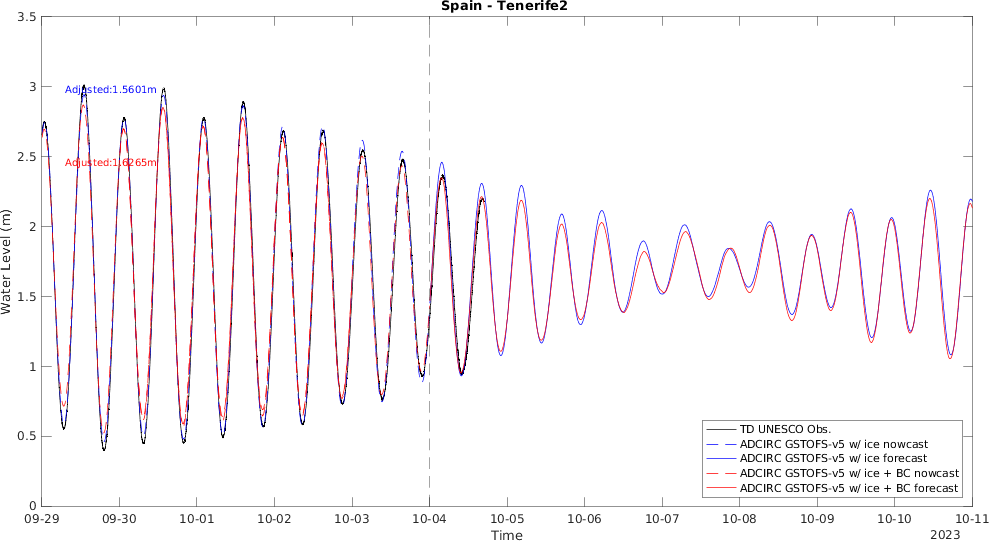 Spain - Tenerife2
3.5
3
2.5
2
1.5
1
0.5
0
Water Level (m)
Adjusted:1.5601m
Adjusted:1.6265m
TD UNESCO Obs.
ADCIRC GSTOFS-v5 w/ ice nowcast
ADCIRC GSTOFS-v5 w/ ice forecast
ADCIRC GSTOFS-v5 w/ ice + BC nowcast
ADCIRC GSTOFS-v5 w/ ice + BC forecast
09-29 09-30 10-01 10-02 10-03 10-04 10-05 10-06 10-07 10-08 10-09 10-10 10-11
Time
2023